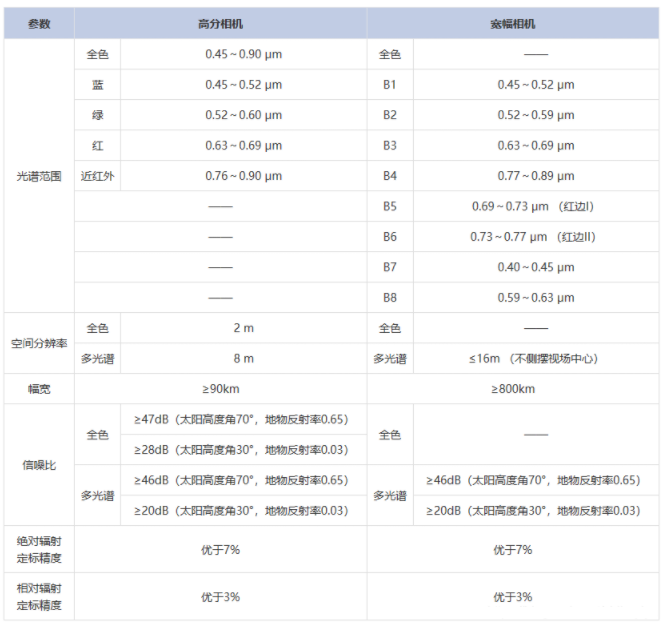 参数 高分相机 宽幅相机
光谱范围 全色 0.45～0.90 μm 全色 ——
蓝 0.45～0.52 μm B1 0.45～0.52 μm
绿 0.52～0.60 μm B2 0.52～0.59 μm
红 0.63～0.69 μm B3 0.63～0.69 μm
近红外 0.76～0.90 μm B4 0.77～0.89 μm
—— B5 0.69～0.73 μm （红边I）
—— B6 0.73～0.77 μm （红边II）
—— B7 0.40～0.45 μm
—— B8 0.59～0.63 μm
空间分辨率 全色 2 m 全色 ——
多光谱 8 m 多光谱 ≤16m （不侧摆视场中心）
幅宽 ≥90km ≥800km
信噪比 全色 ≥47dB（太阳高度角70°，地物反射率0.65） 全色 ——
≥28dB（太阳高度角30°，地物反射率0.03）
多光谱 ≥46dB（太阳高度角70°，地物反射率0.65） 多光谱 ≥46dB（太阳高度角70°，地物反射率0.65）
≥20dB（太阳高度角30°，地物反射率0.03） ≥20dB（太阳高度角30°，地物反射率0.03）
绝对辐射
定标精度 优于7% 优于7%
相对辐射
定标精度 优于3% 优于3%